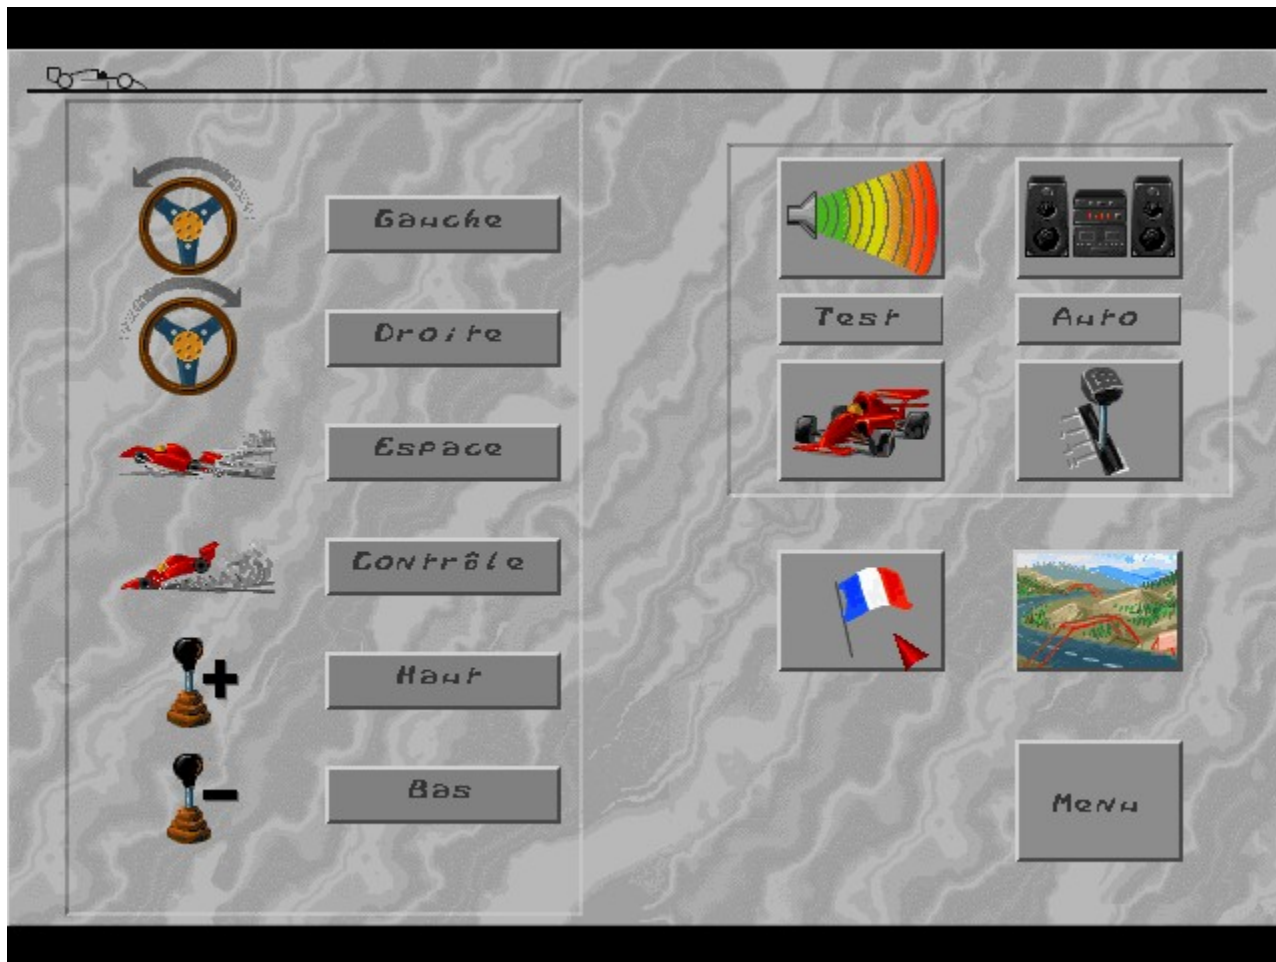 Gauche
Droite
Espace
Contrôle
Haut
Bas
Test
Auto
Menu